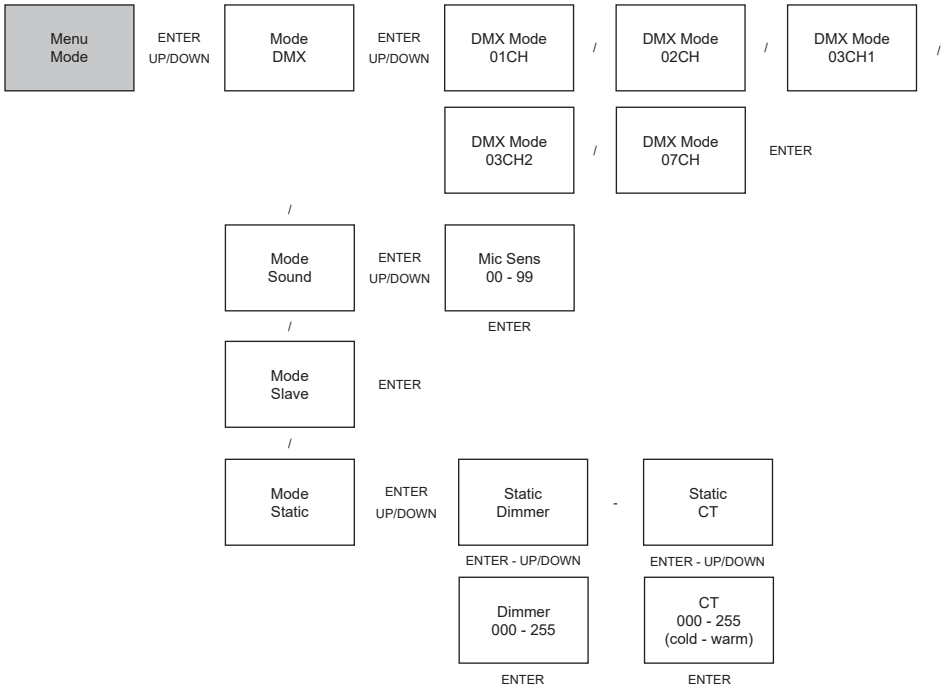 Menu
Mode
ENTER
UP/DOWN
Mode
DMX
ENTER
UP/DOWN
DMX Mode
01CH
/
DMX Mode
02CH
/
DMX Mode
03CH1
/
DMX Mode
03CH2
/
DMX Mode
07CH
ENTER
/
Mode
Sound
ENTER
UP/DOWN
Mic Sens
00 - 99
ENTER
/
Mode
Slave
ENTER
/
Mode
Static
ENTER
UP/DOWN
Static
Dimmer
-
Static
CT
ENTER - UP/DOWN
ENTER - UP/DOWN
Dimmer
000 - 255
CT
000 - 255
(cold - warm)
ENTER
ENTER